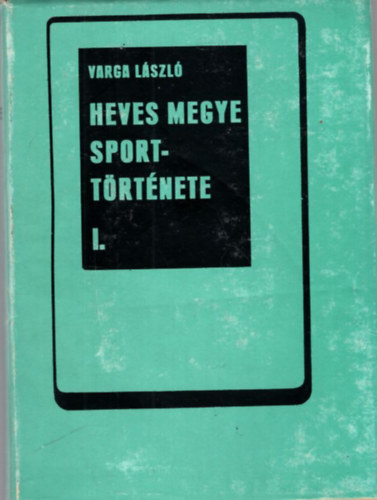 VARGA LÁSZLÓ
HEVES MEGYE
SPORT-
TÖRTÉNETE
I.